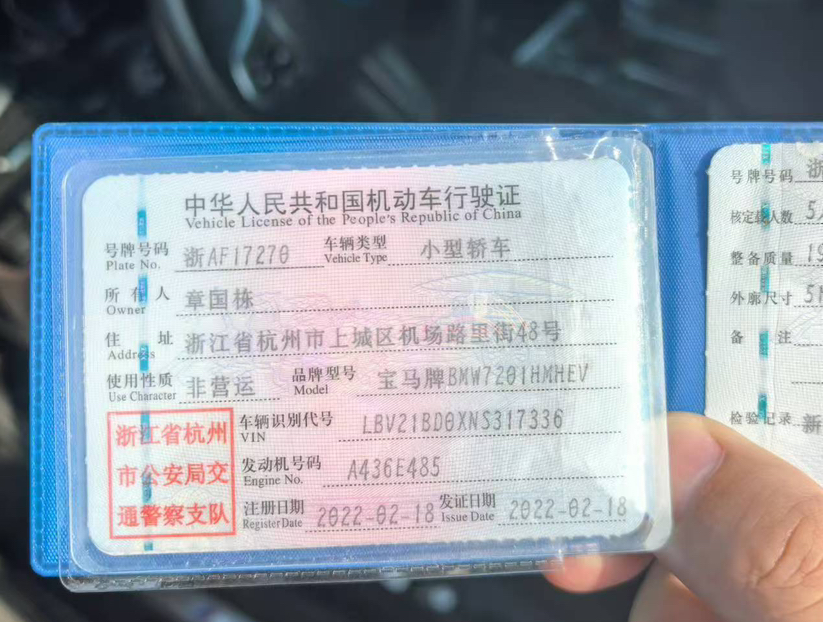 中华人民共和国机动车行驶证
Vehicle License of the People's Republic of China
号牌号码 Plate No. 浙AF17270 车辆类型 Vehicle Type 小型轿车
所有人 Owner 章国栋
住址 Address 浙江省杭州市上城区机场路里街48号
使用性质 Use Character 非营运 品牌型号 Model 宝马牌BMW7201HMHEV
车辆识别代号 VIN LBV21BD0XNS317336
发动机号码 Engine No. A436E485
注册日期 Register Date 2022-02-18 发证日期 Issue Date 2022-02-18
浙江省杭州
市公安局交
通警察支队
号牌号码 浙
核定载人数 5
整备质量 19
外廓尺寸 5
备注
检验记录 新